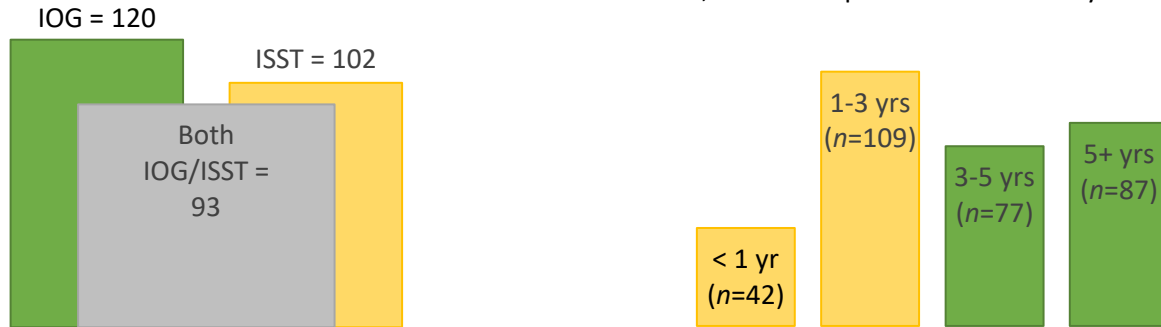 IOG = 120
ISST = 102
Both
IOG/ISST =
93
1-3 yrs
(n=109)
3-5 yrs
(n=77)
5+ yrs
(n=87)
< 1 yr
(n=42)